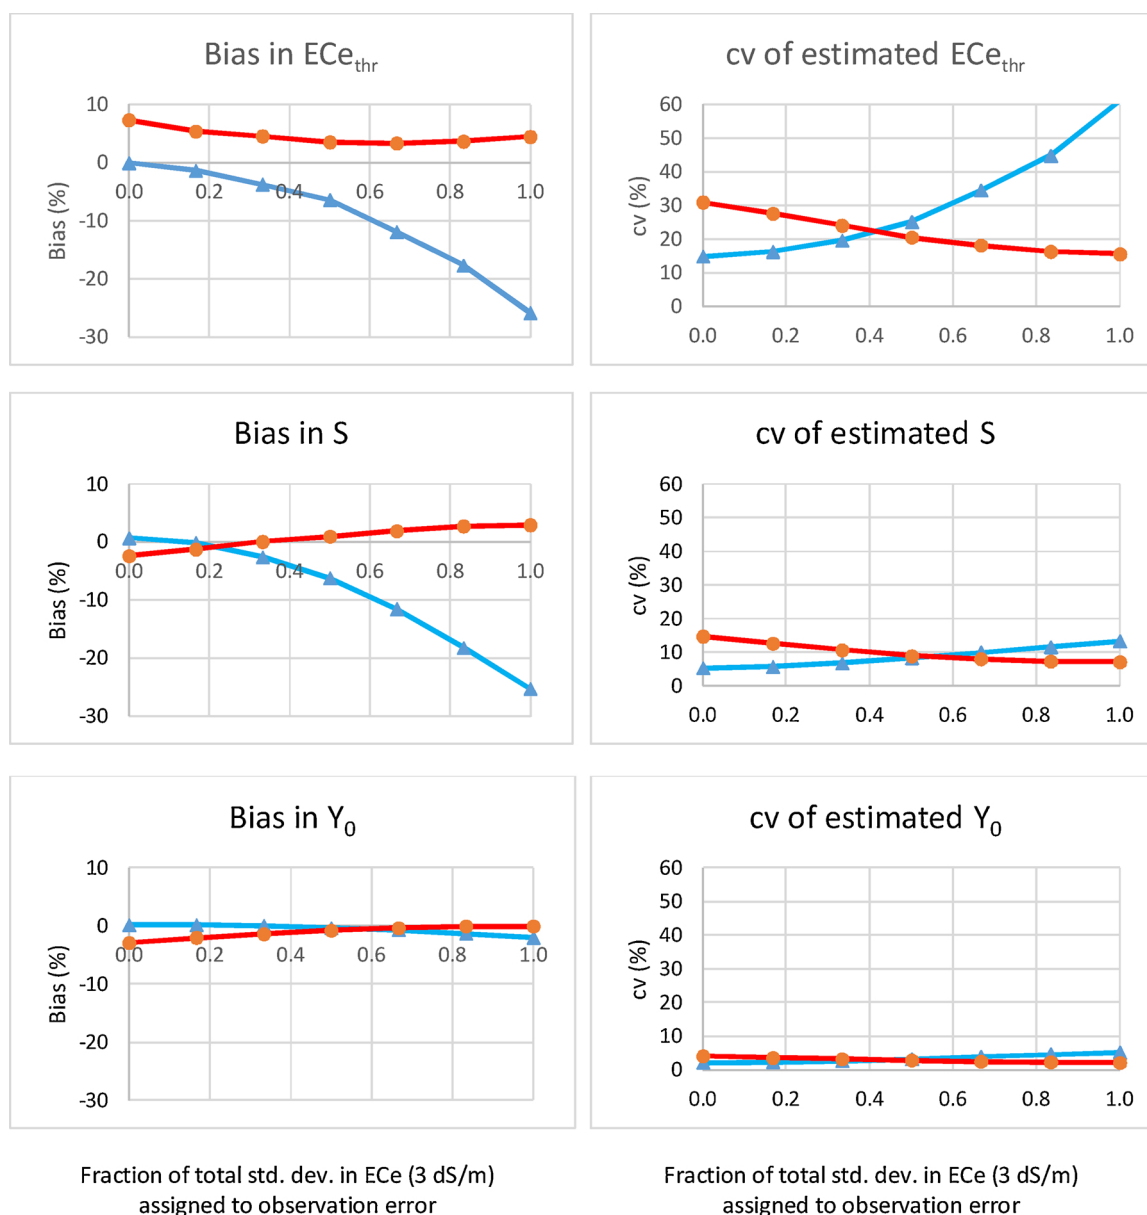 Bias in ECe_thr
10
0
-10
-20
-30
Bias (%)
0.0 0.2 0.4 0.6 0.8 1.0
cv of estimated ECe_thr
60
50
40
30
20
10
0
cv (%)
0.0 0.2 0.4 0.6 0.8 1.0
Bias in S
10
0
-10
-20
-30
Bias (%)
0.0 0.2 0.4 0.6 0.8 1.0
cv of estimated S
60
50
40
30
20
10
0
cv (%)
0.0 0.2 0.4 0.6 0.8 1.0
Bias in Y₀
10
0
-10
-20
-30
Bias (%)
0.0 0.2 0.4 0.6 0.8 1.0
cv of estimated Y₀
60
50
40
30
20
10
0
cv (%)
0.0 0.2 0.4 0.6 0.8 1.0
Fraction of total std. dev. in ECe (3 dS/m)
assigned to observation error
Fraction of total std. dev. in ECe (3 dS/m)
assigned to observation error